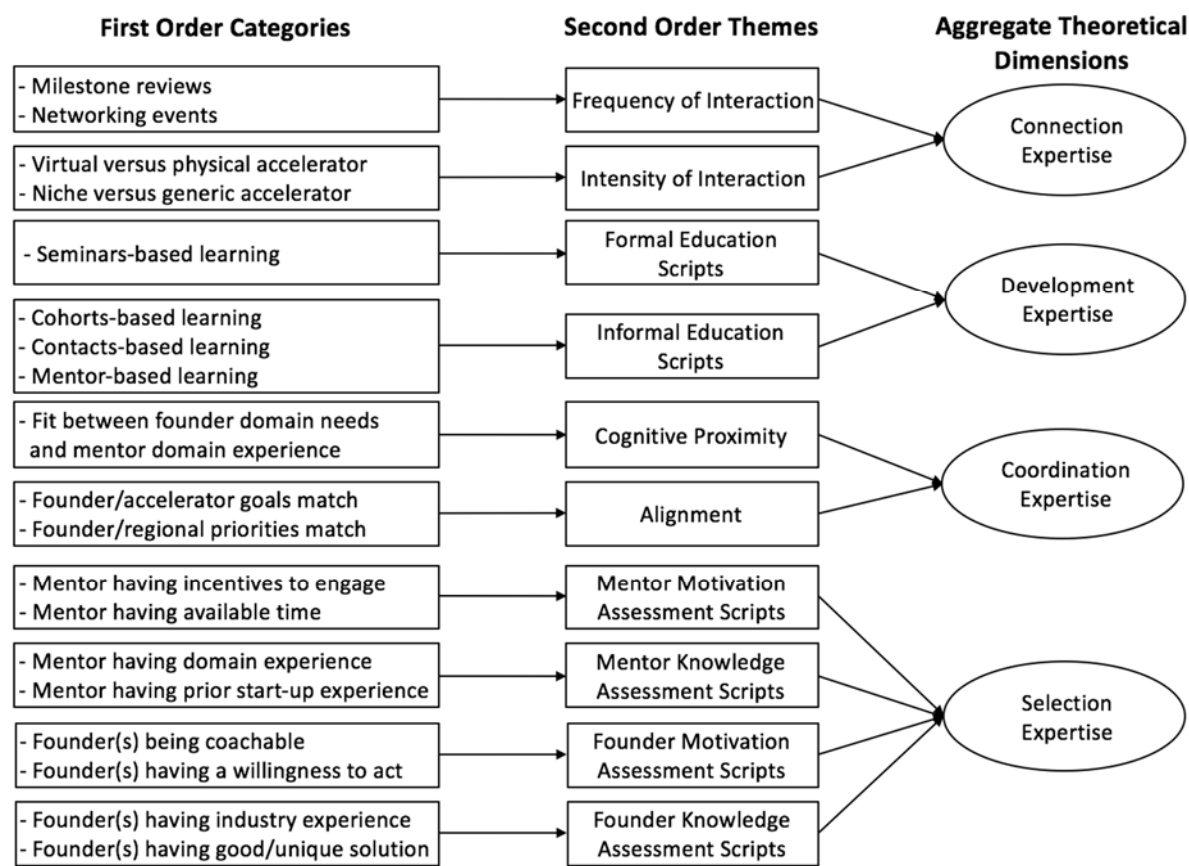 First Order Categories
Second Order Themes
Aggregate Theoretical
Dimensions
- Milestone reviews
- Networking events
Frequency of Interaction
Connection
Expertise
- Virtual versus physical accelerator
- Niche versus generic accelerator
Intensity of Interaction
- Seminars-based learning
Formal Education
Scripts
Development
Expertise
- Cohorts-based learning
- Contacts-based learning
- Mentor-based learning
Informal Education
Scripts
- Fit between founder domain needs
and mentor domain experience
Cognitive Proximity
Coordination
Expertise
- Founder/accelerator goals match
- Founder/regional priorities match
Alignment
- Mentor having incentives to engage
- Mentor having available time
Mentor Motivation
Assessment Scripts
- Mentor having domain experience
- Mentor having prior start-up experience
Mentor Knowledge
Assessment Scripts
Selection
Expertise
- Founder(s) being coachable
- Founder(s) having a willingness to act
Founder Motivation
Assessment Scripts
- Founder(s) having industry experience
- Founder(s) having good/unique solution
Founder Knowledge
Assessment Scripts